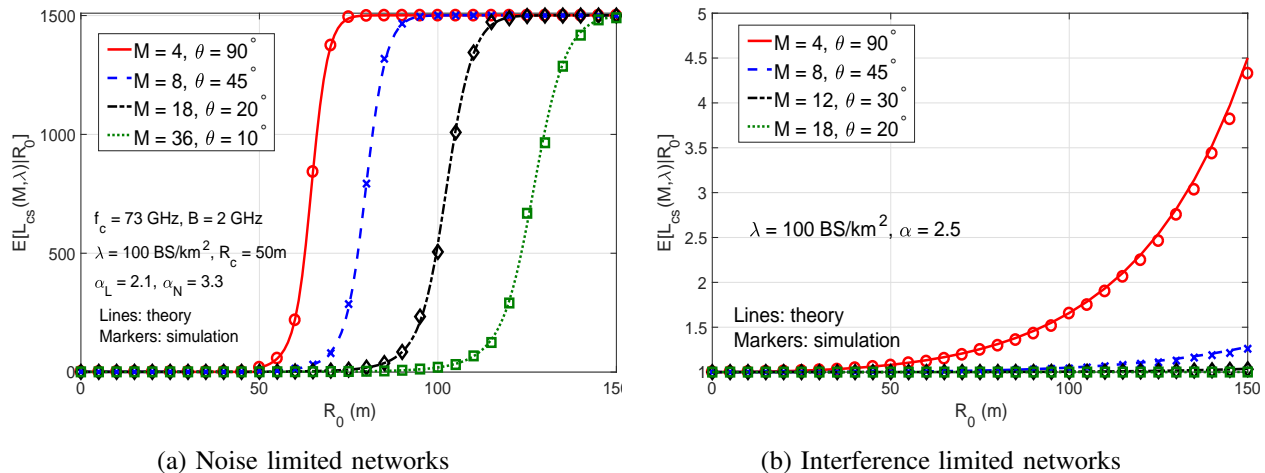 1500
1000
500
0
0
50
100
150
E[L_cs(M,λ)|R_0]
R_0 (m)
M = 4, θ = 90°
M = 8, θ = 45°
M = 18, θ = 20°
M = 36, θ = 10°
f_c = 73 GHz, B = 2 GHz
λ = 100 BS/km², R_c = 50m
α_L = 2.1, α_N = 3.3
Lines: theory
Markers: simulation
(a) Noise limited networks
5
4.5
4
3.5
3
2.5
2
1.5
1
0
50
100
150
E[L_cs(M,λ)|R_0]
R_0 (m)
M = 4, θ = 90°
M = 8, θ = 45°
M = 12, θ = 30°
M = 18, θ = 20°
λ = 100 BS/km², α = 2.5
Lines: theory
Markers: simulation
(b) Interference limited networks